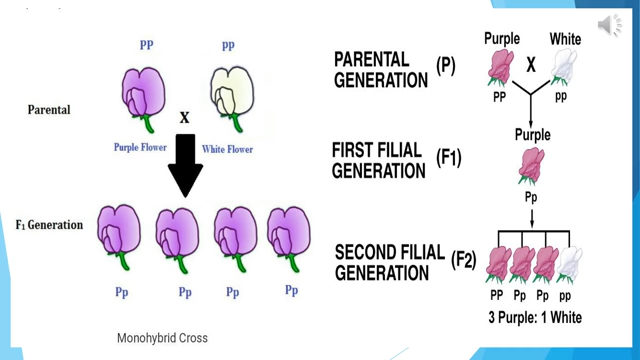 PP
pp
Parental
X
Purple Flower
White Flower
F₁ Generation
Pp
Pp
Pp
Pp
Monohybrid Cross
Purple
White
PARENTAL
GENERATION (P)
X
PP
pp
Purple
FIRST FILIAL
GENERATION (F₁)
Pp
SECOND FILIAL
GENERATION (F₂)
PP Pp Pp pp
3 Purple: 1 White